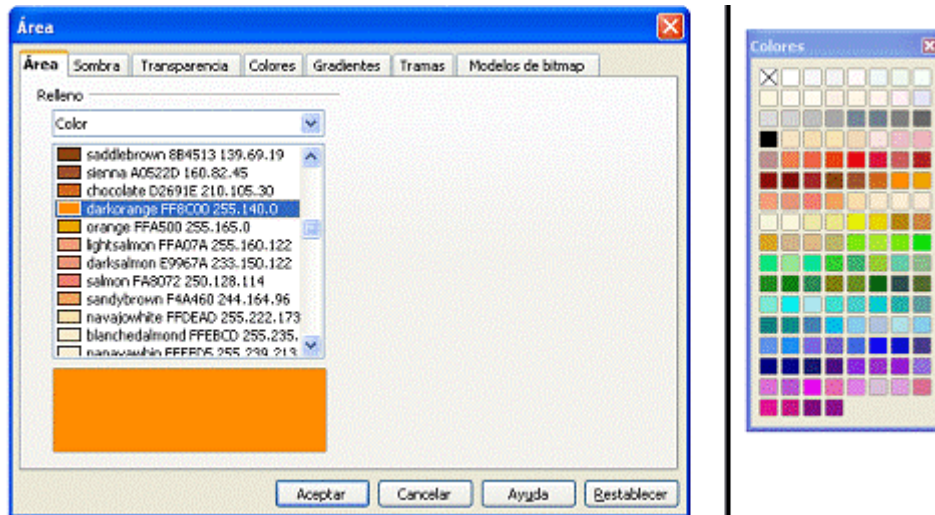 Área
Área Sombra Transparencia Colores Gradientes Tramas Modelos de bitmap
Relleno
Color
saddlebrown 8B4513 139.69.19
sienna A0522D 160.82.45
chocolate D2691E 210.105.30
darkorange FF8C00 255.140.0
orange FFA500 255.165.0
lightsalmon FFA07A 255.160.122
darksalmon E9967A 233.150.122
salmon FA8072 250.128.114
sandybrown F4A460 244.164.96
navajowhite FFDEAD 255.222.173
blanchedalmond FFEBCD 255.235.
255 239 213
Aceptar Cancelar Ayuda Restablecer
Colores